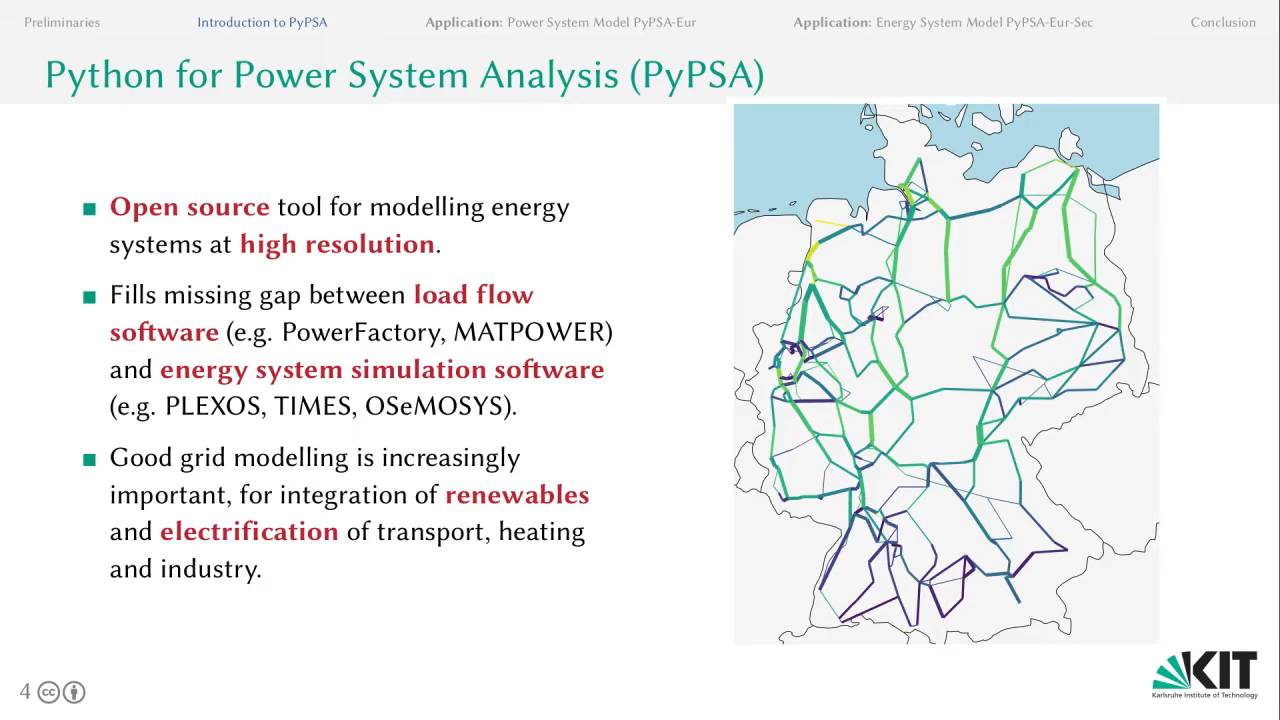 Preliminaries
Introduction to PyPSA
Application: Power System Model PyPSA-Eur
Application: Energy System Model PyPSA-Eur-Sec
Conclusion
Python for Power System Analysis (PyPSA)
Open source tool for modelling energy
systems at high resolution.
Fills missing gap between load flow
software (e.g. PowerFactory, MATPOWER)
and energy system simulation software
(e.g. PLEXOS, TIMES, OSeMOSYS).
Good grid modelling is increasingly
important, for integration of renewables
and electrification of transport, heating
and industry.
KIT
Karlsruhe Institute of Technology
4
cc